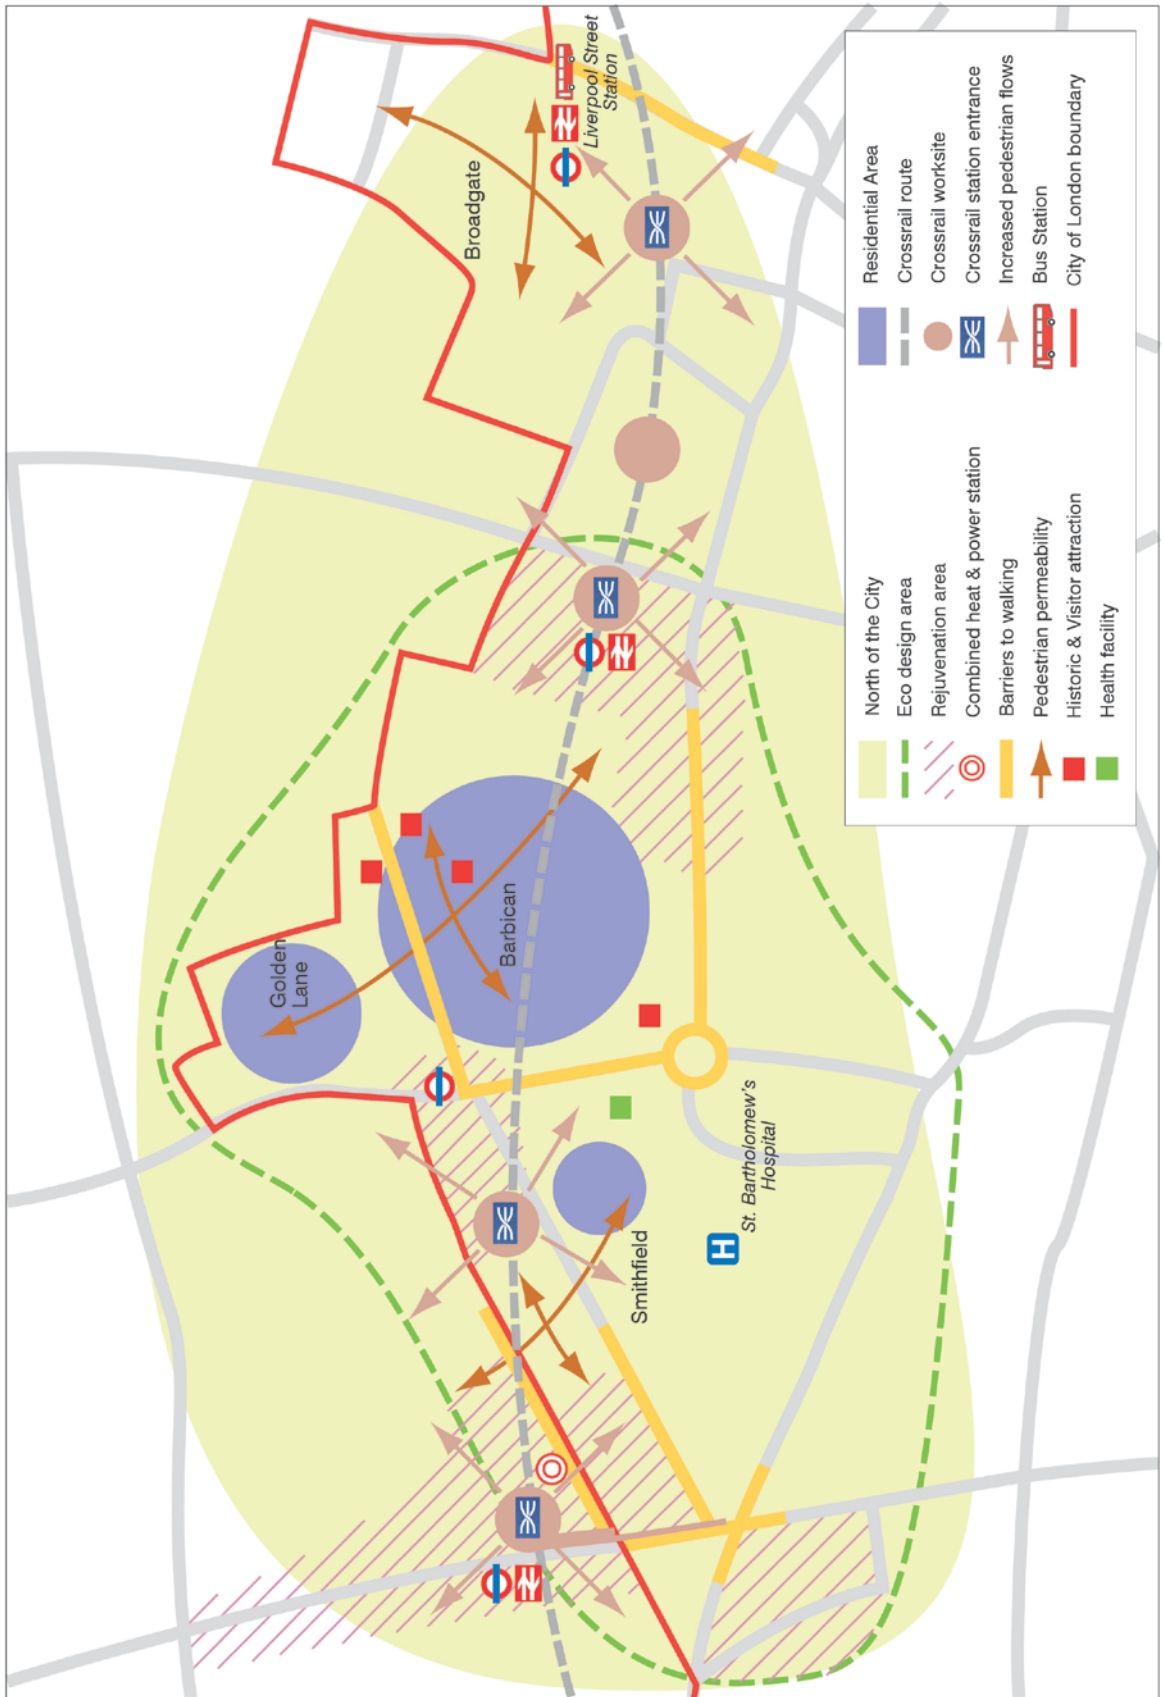 Golden
Lane
Barbican
Smithfield
St. Bartholomew's
Hospital
H
Broadgate
Liverpool Street
Station
North of the City
Eco design area
Rejuvenation area
Combined heat & power station
Barriers to walking
Pedestrian permeability
Historic & Visitor attraction
Health facility
Residential Area
Crossrail route
Crossrail worksite
Crossrail station entrance
Increased pedestrian flows
Bus Station
City of London boundary